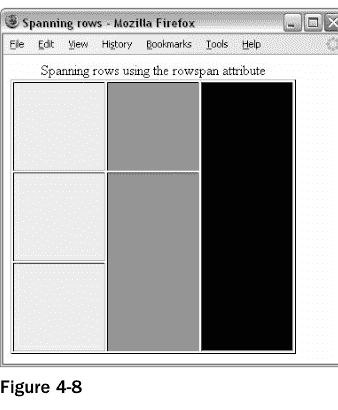 Spanning rows - Mozilla Firefox
File Edit View History Bookmarks Tools Help
Spanning rows using the rowspan attribute
Figure 4-8